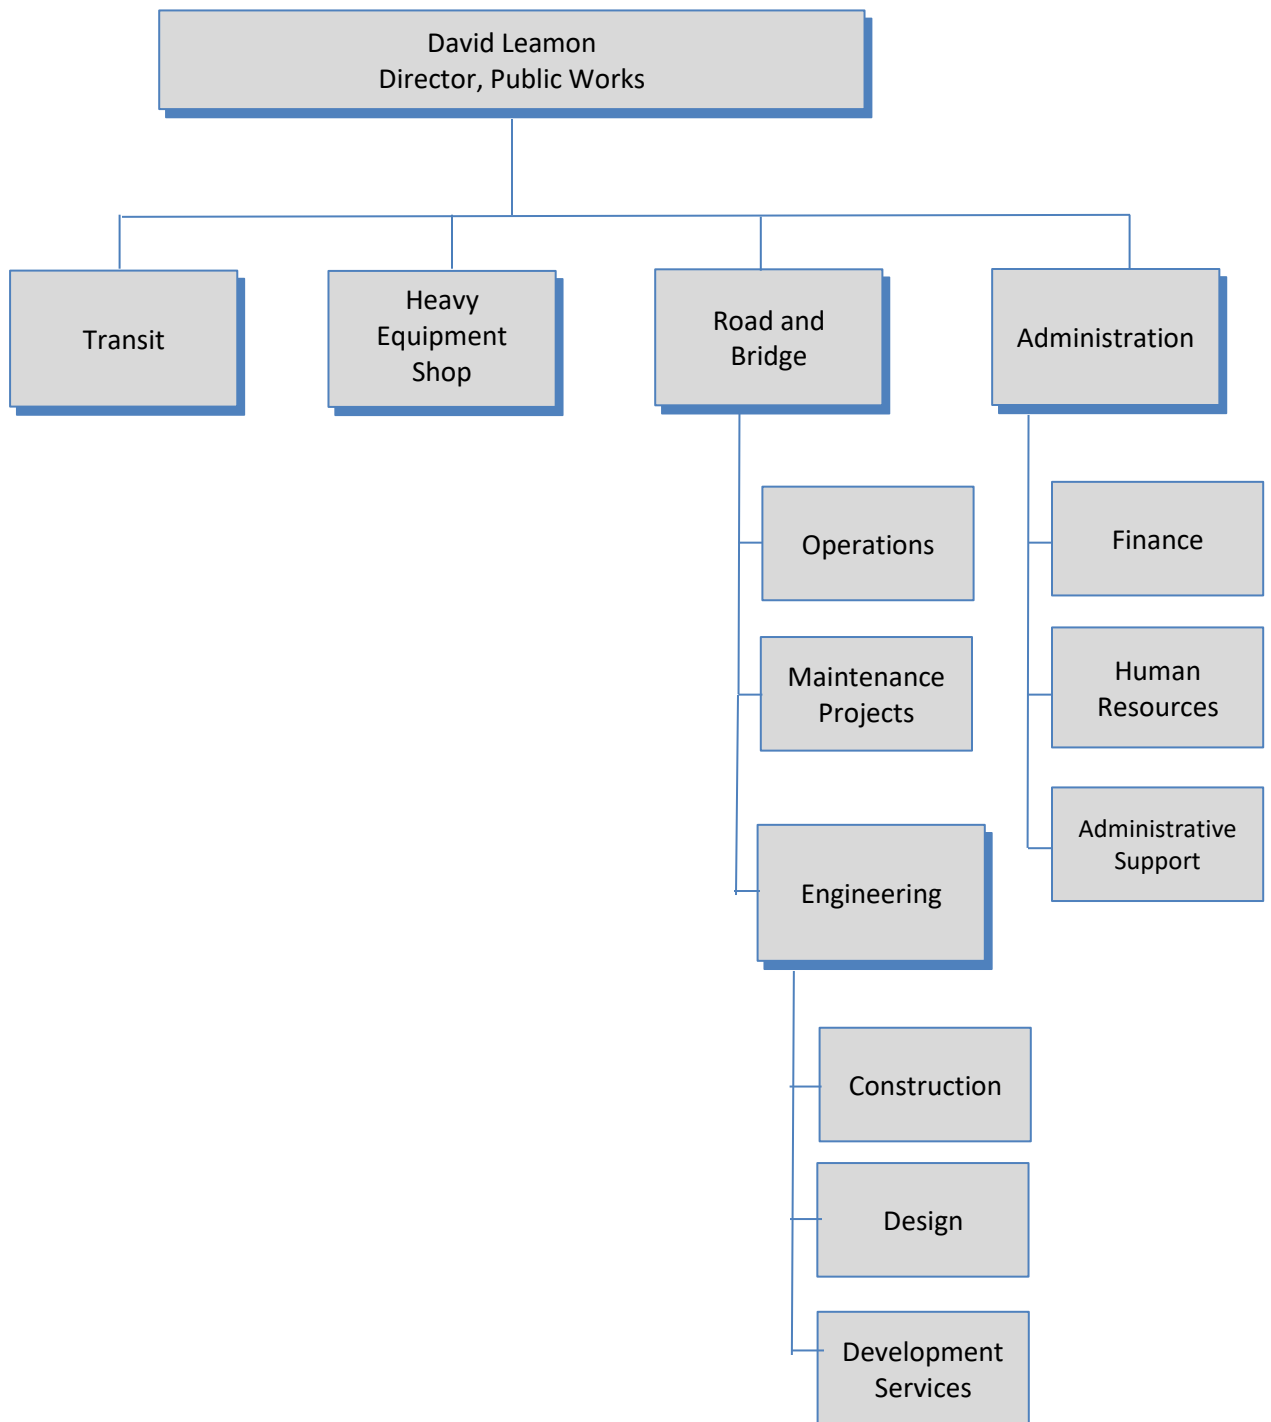 David Leamon
Director, Public Works
Transit
Heavy
Equipment
Shop
Road and
Bridge
Administration
Operations
Maintenance
Projects
Engineering
Construction
Design
Development
Services
Finance
Human
Resources
Administrative
Support